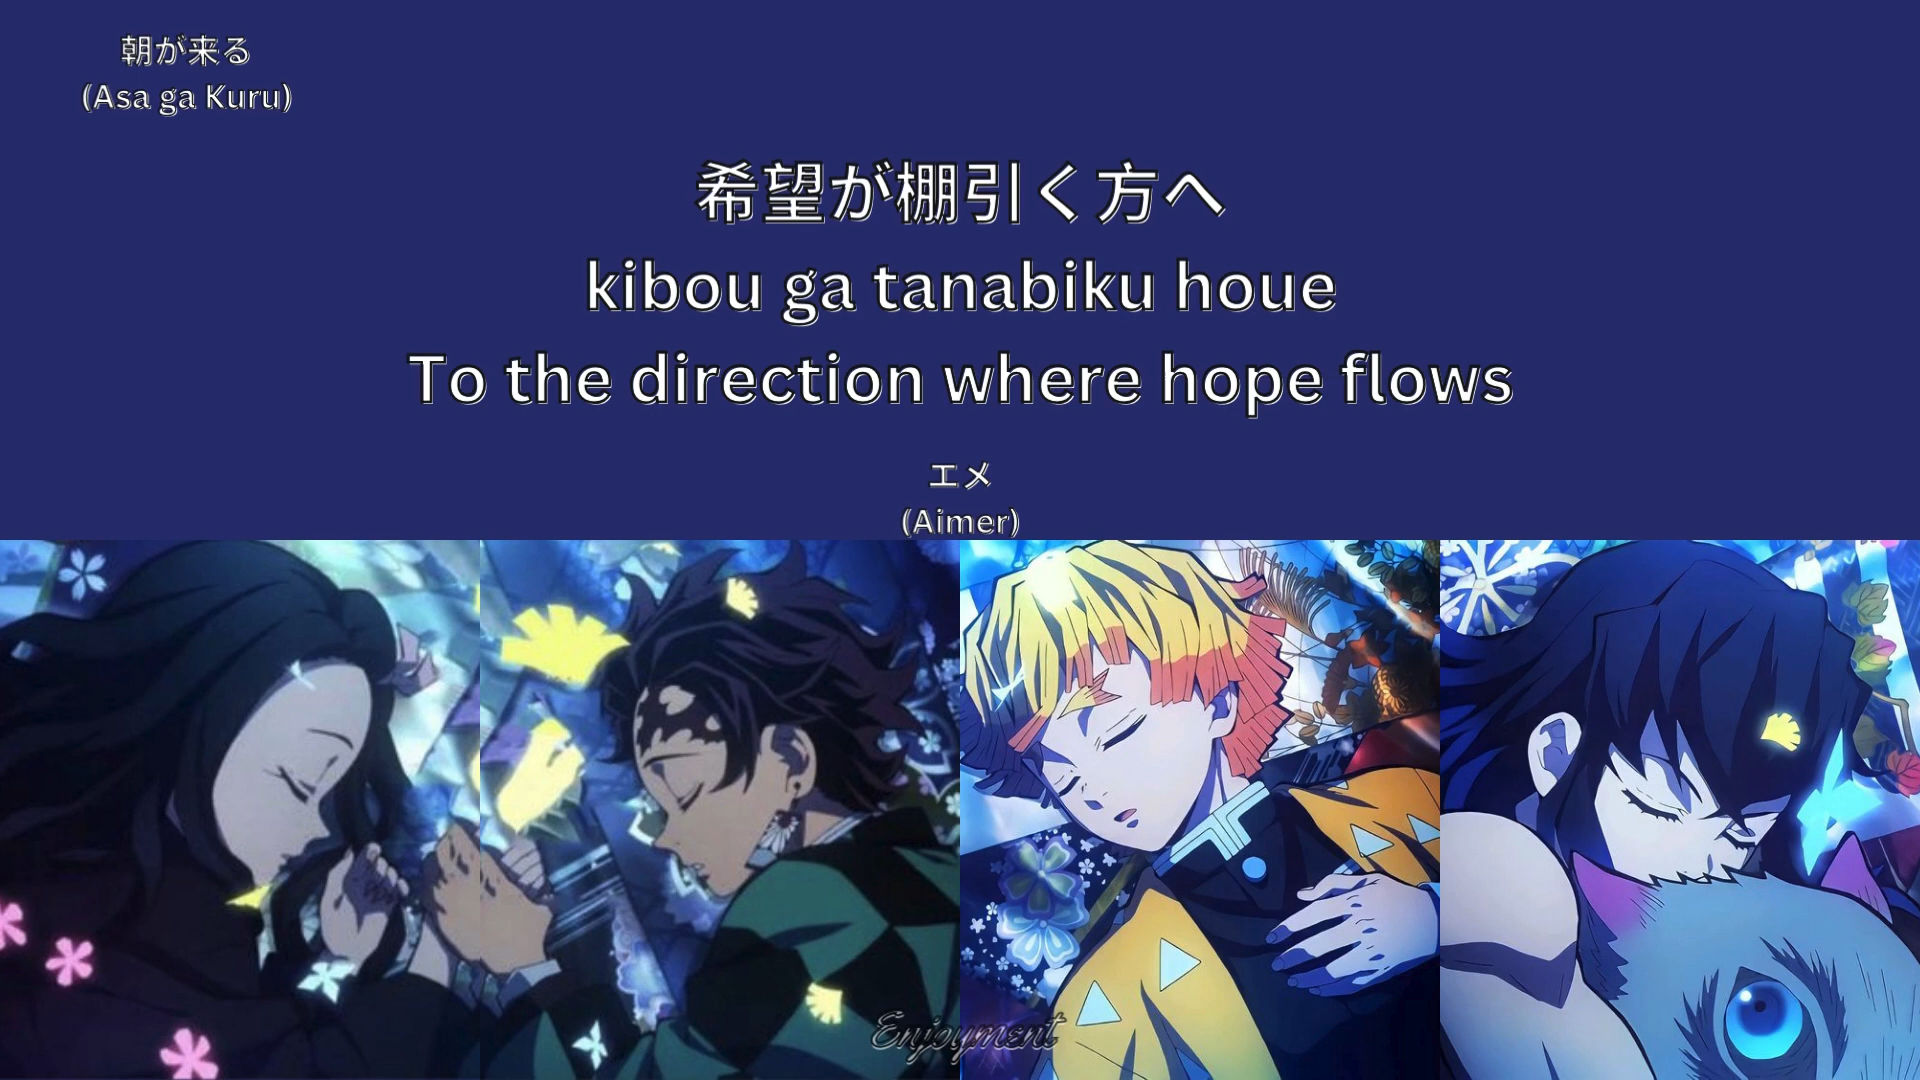 朝が来る
(Asa ga Kuru)
希望が棚引く方へ
kibou ga tanabiku houe
To the direction where hope flows
エメ
(Aimer)
Enjoyment